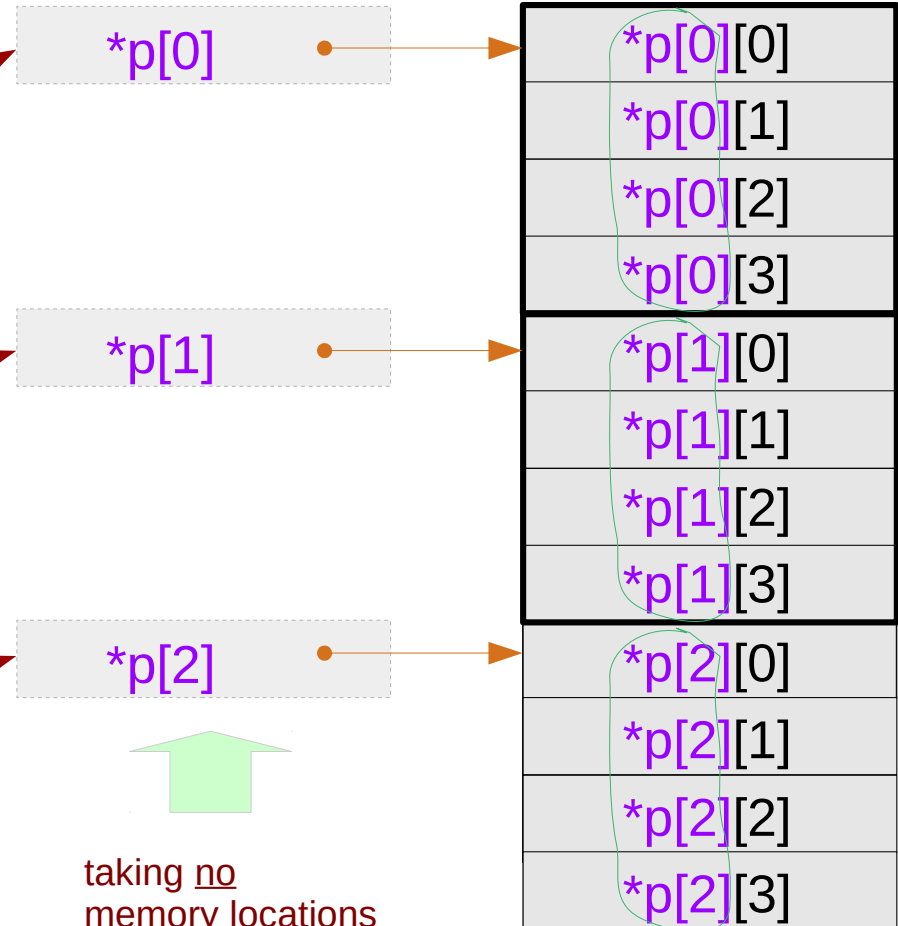 *p[0]
*p[0][0]
*p[0][1]
*p[0][2]
*p[0][3]
*p[1]
*p[1][0]
*p[1][1]
*p[1][2]
*p[1][3]
*p[2]
*p[2][0]
*p[2][1]
*p[2][2]
*p[2][3]
taking no
memory locations